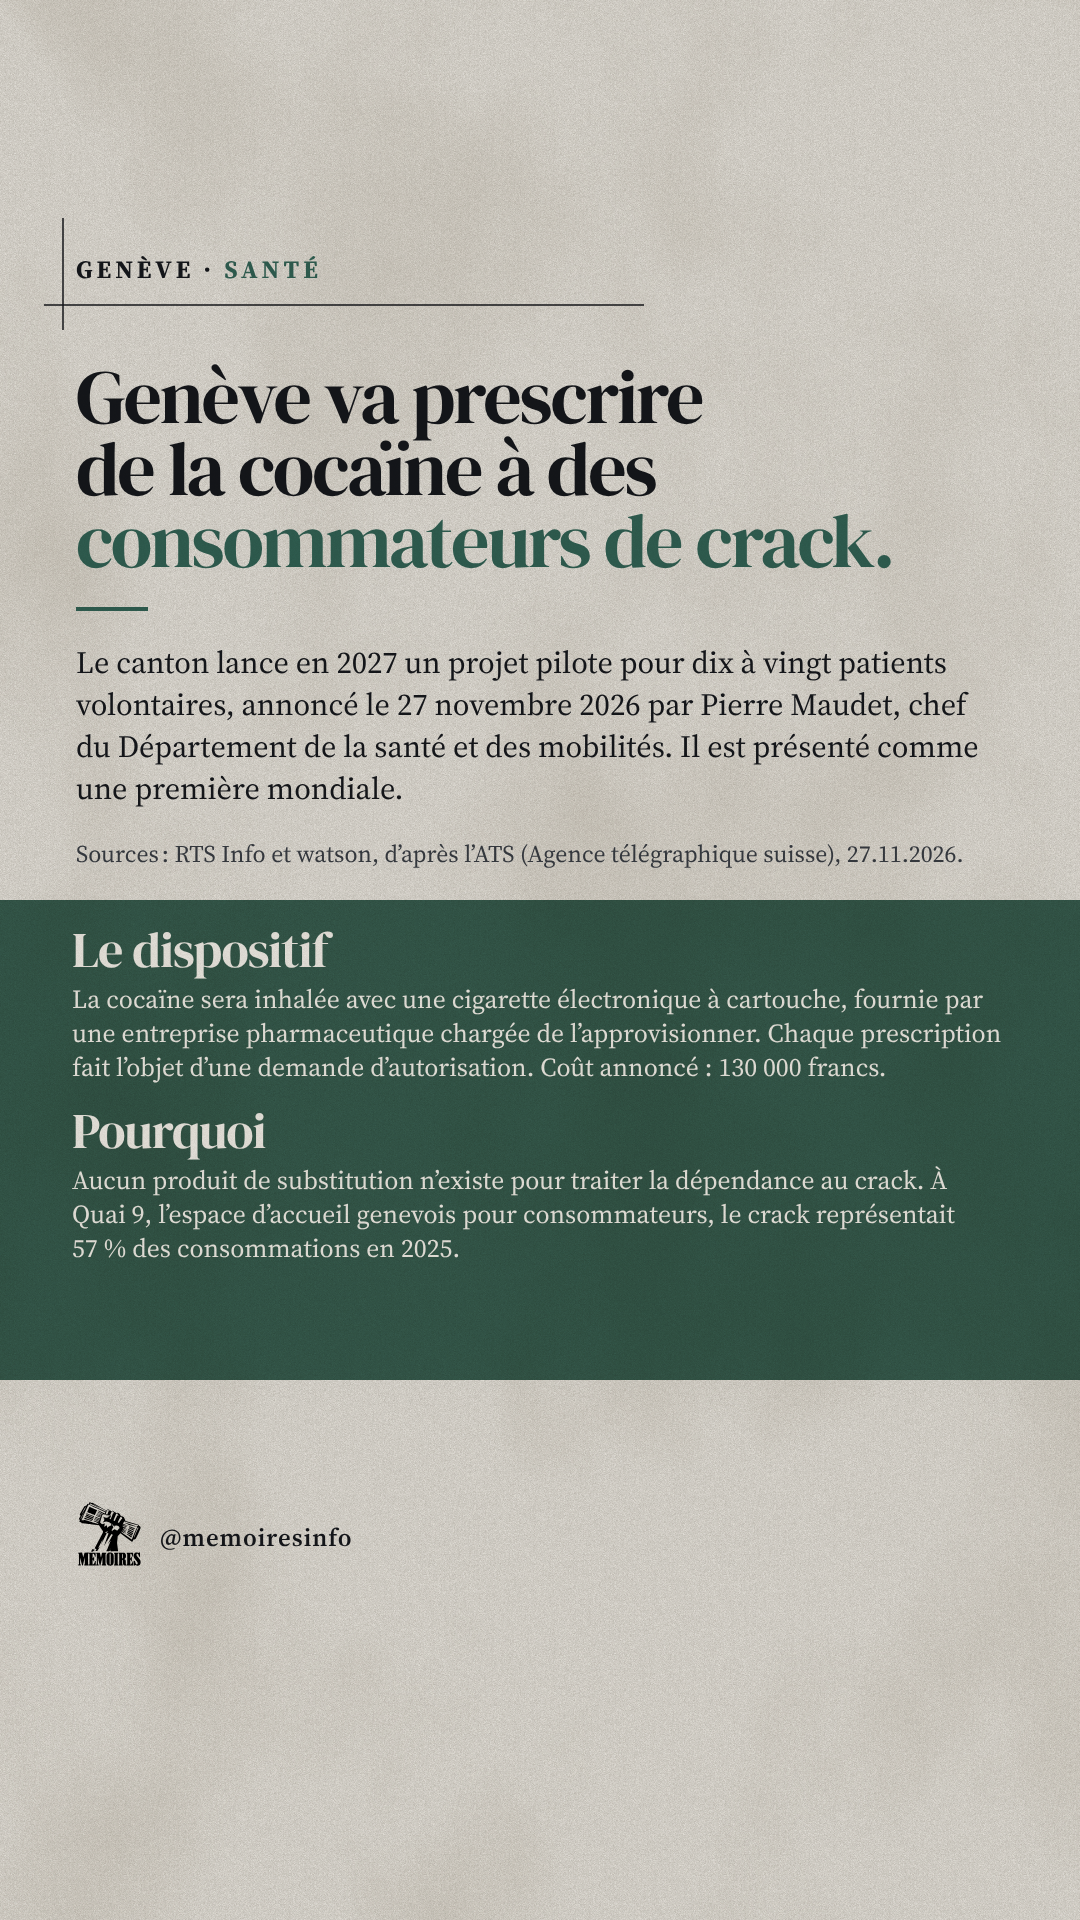 GENÈVE · SANTÉ
Genève va prescrire
de la cocaïne à des
consommateurs de crack.
Le canton lance en 2027 un projet pilote pour dix à vingt patients
volontaires, annoncé le 27 novembre 2026 par Pierre Maudet, chef
du Département de la santé et des mobilités. Il est présenté comme
une première mondiale.
Sources : RTS Info et watson, d’après l’ATS (Agence télégraphique suisse), 27.11.2026.
Le dispositif
La cocaïne sera inhalée avec une cigarette électronique à cartouche, fournie par
une entreprise pharmaceutique chargée de l’approvisionner. Chaque prescription
fait l’objet d’une demande d’autorisation. Coût annoncé : 130 000 francs.
Pourquoi
Aucun produit de substitution n’existe pour traiter la dépendance au crack. À
Quai 9, l’espace d’accueil genevois pour consommateurs, le crack représentait
57 % des consommations en 2025.
MÉMOIRES
@memoiresinfo